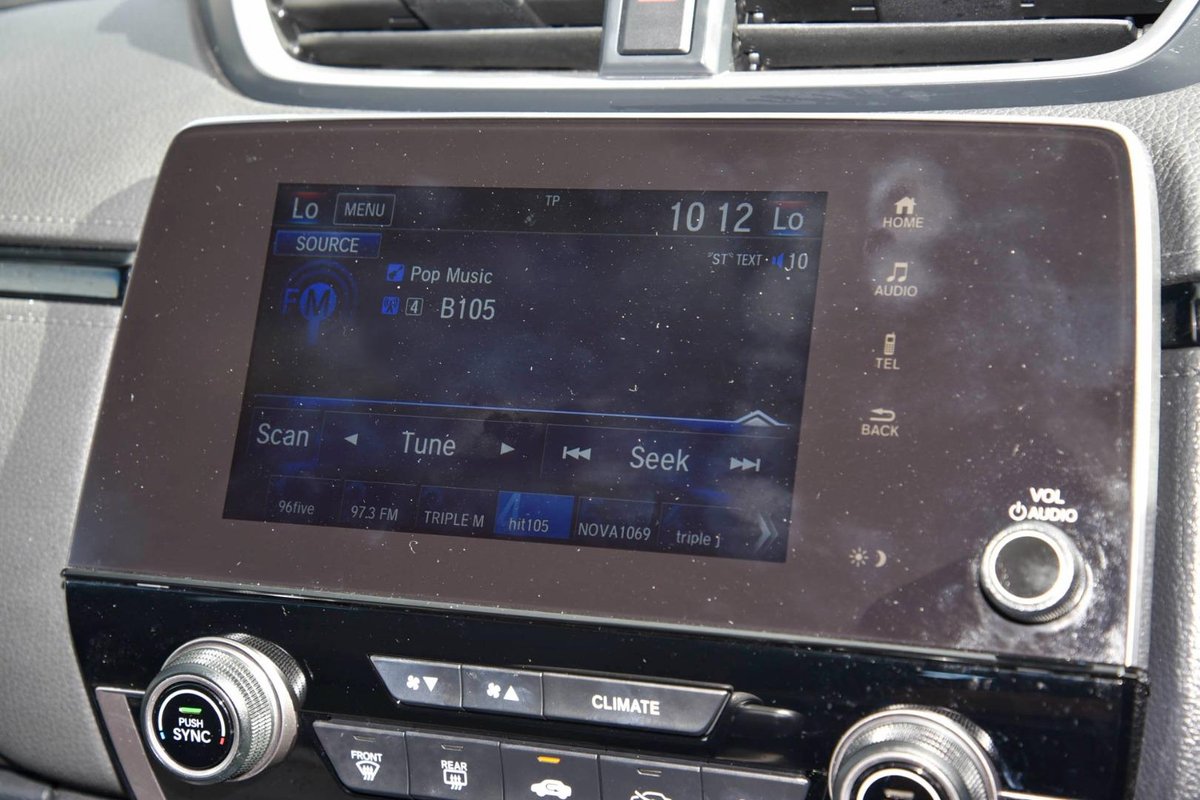 Lo MENU TP 10 12 Lo
SOURCE
"ST" TEXT 10
Pop Music
FM
4 B105
Scan Tune Seek
96five 97.3 FM TRIPLE M hit105 NOVA1069 triple j
HOME
AUDIO
TEL
BACK
VOL
AUDIO
PUSH
SYNC
CLIMATE
FRONT
REAR